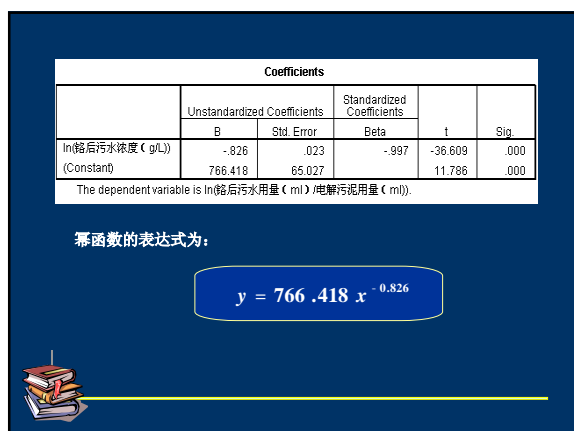 Coefficients
Unstandardized Coefficients Standardized Coefficients
B Std. Error Beta t Sig.
ln(铬后污水浓度(g/L)) -.826 .023 -.997 -36.609 .000
(Constant) 766.418 65.027 11.786 .000
The dependent variable is ln(铬后污水用量(ml)/电解污泥用量(ml)).
幂函数的表达式为：
y = 766 .418 x - 0.826